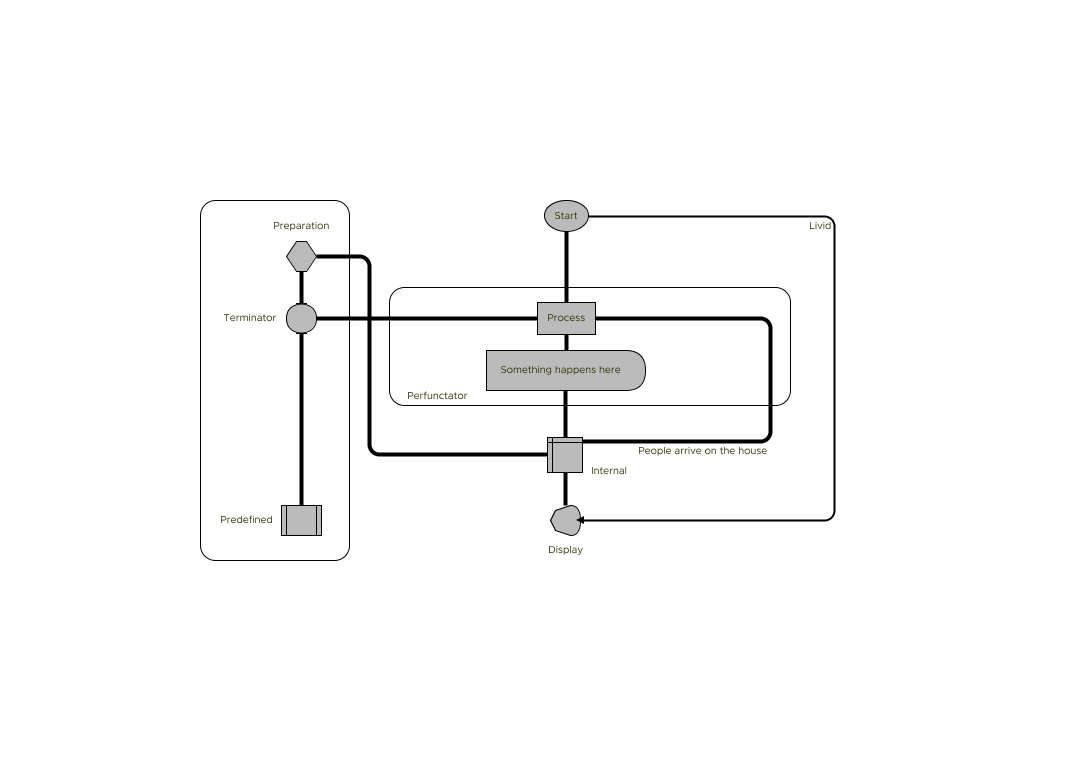 Start
Livid
Preparation
Terminator
Process
Something happens here
Perfunctator
People arrive on the house
Internal
Predefined
Display